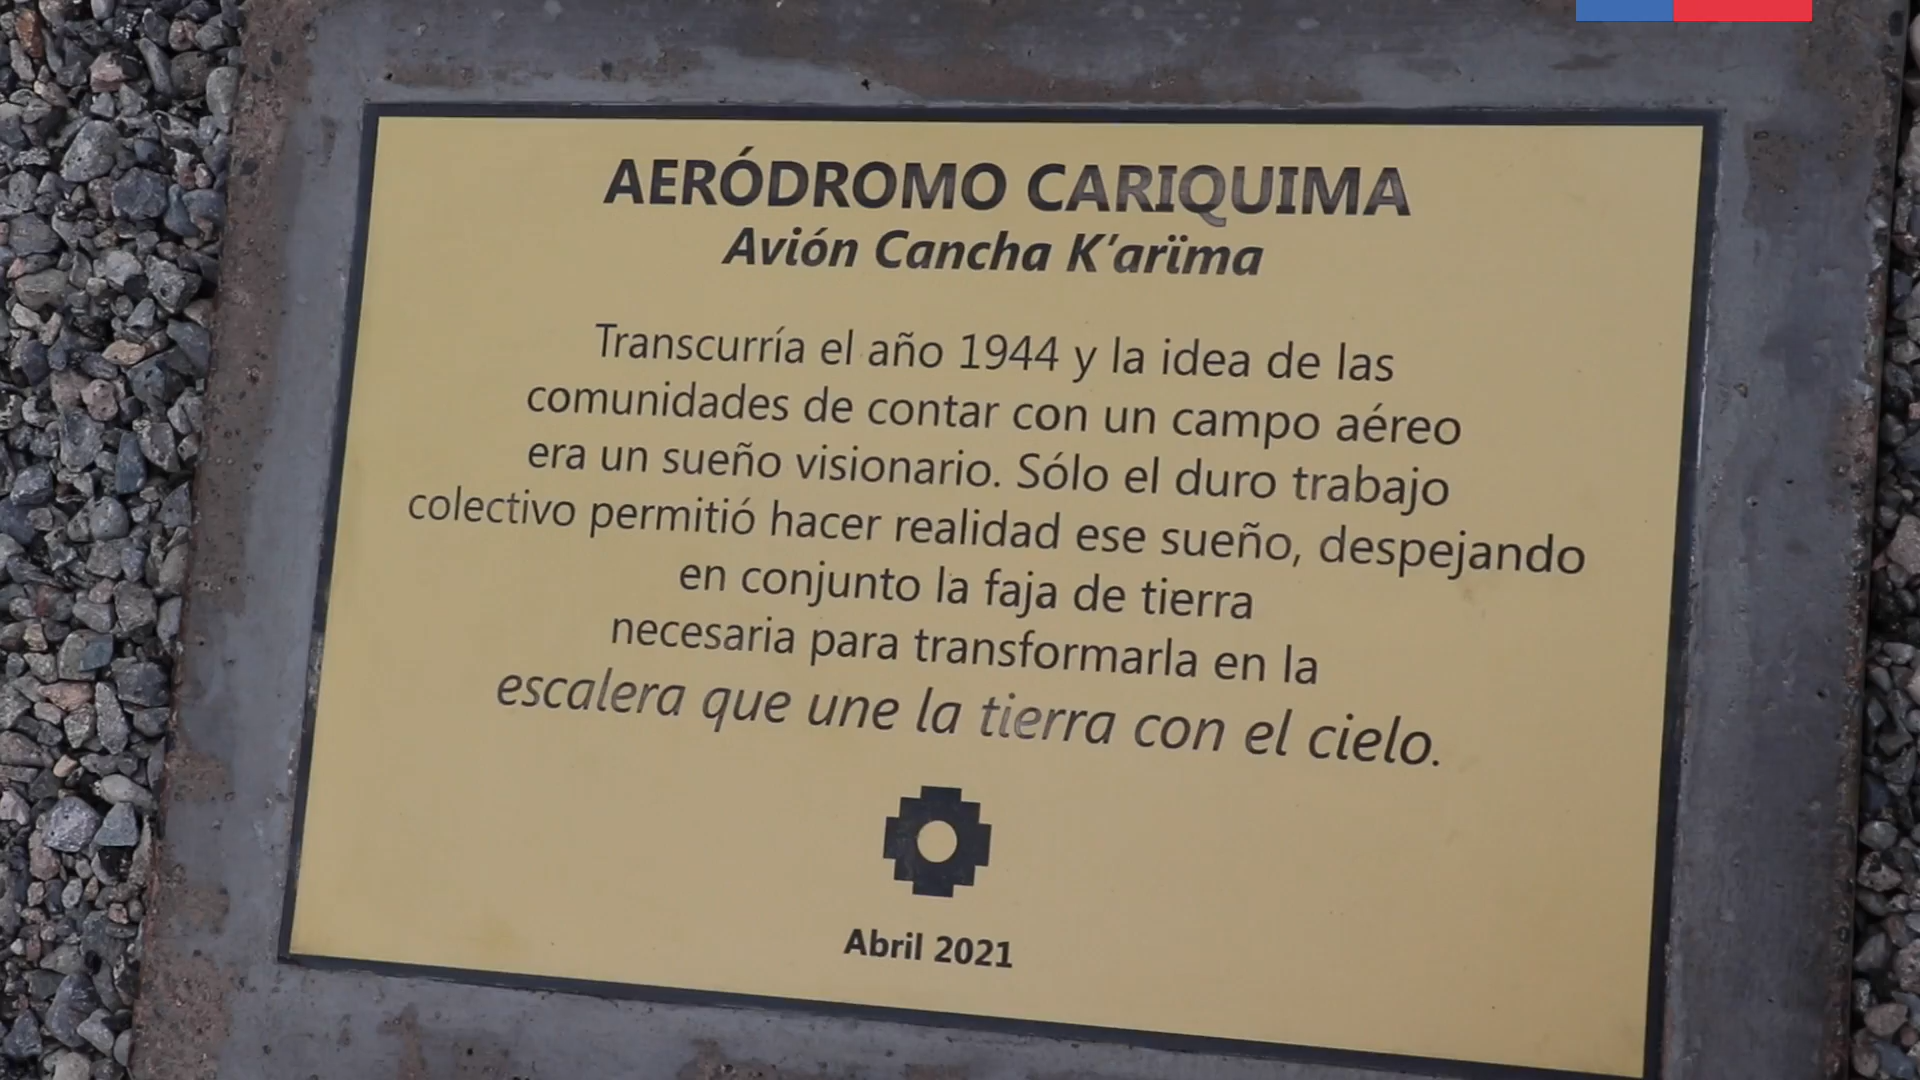 AERÓDROMO CARIQUIMA
Avión Cancha K'arïma
Transcurría el año 1944 y la idea de las
comunidades de contar con un campo aéreo
era un sueño visionario. Sólo el duro trabajo
colectivo permitió hacer realidad ese sueño, despejando
en conjunto la faja de tierra
necesaria para transformarla en la
escalera que une la tierra con el cielo.
Abril 2021